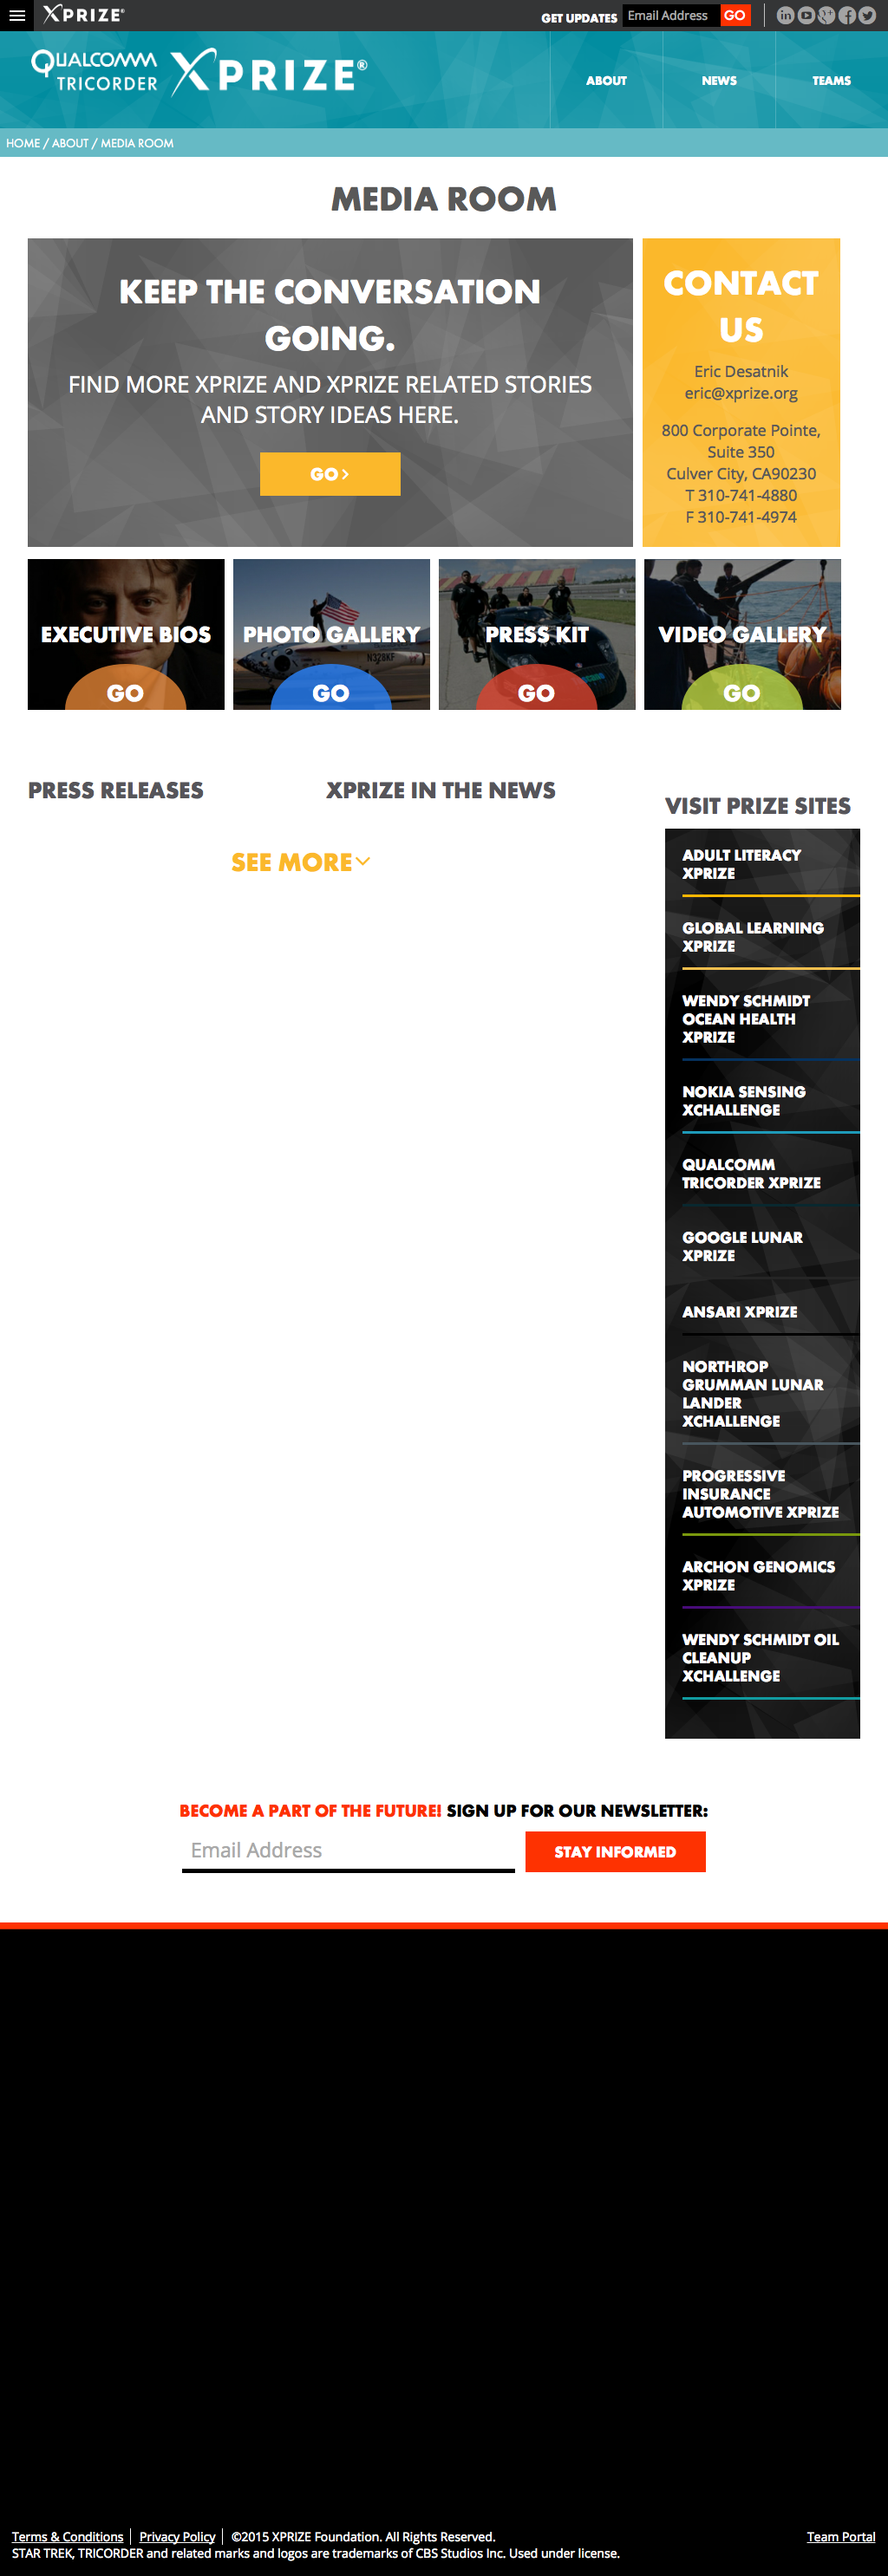 XPRIZE®
GET UPDATES Email Address GO
QUALCOMM
TRICORDER XPRIZE®
ABOUT NEWS TEAMS
HOME / ABOUT / MEDIA ROOM
MEDIA ROOM
KEEP THE CONVERSATION
GOING.
FIND MORE XPRIZE AND XPRIZE RELATED STORIES
AND STORY IDEAS HERE.
GO >
CONTACT
US
Eric Desatnik
eric@xprize.org
800 Corporate Pointe,
Suite 350
Culver City, CA90230
T 310-741-4880
F 310-741-4974
EXECUTIVE BIOS
GO
PHOTO GALLERY
N328KF
GO
PRESS KIT
GO
VIDEO GALLERY
GO
PRESS RELEASES
XPRIZE IN THE NEWS
SEE MORE
VISIT PRIZE SITES
ADULT LITERACY
XPRIZE
GLOBAL LEARNING
XPRIZE
WENDY SCHMIDT
OCEAN HEALTH
XPRIZE
NOKIA SENSING
XCHALLENGE
QUALCOMM
TRICORDER XPRIZE
GOOGLE LUNAR
XPRIZE
ANSARI XPRIZE
NORTHROP
GRUMMAN LUNAR
LANDER
XCHALLENGE
PROGRESSIVE
INSURANCE
AUTOMOTIVE XPRIZE
ARCHON GENOMICS
XPRIZE
WENDY SCHMIDT OIL
CLEANUP
XCHALLENGE
BECOME A PART OF THE FUTURE! SIGN UP FOR OUR NEWSLETTER:
Email Address STAY INFORMED
Terms & Conditions Privacy Policy ©2015 XPRIZE Foundation. All Rights Reserved. Team Portal
STAR TREK, TRICORDER and related marks and logos are trademarks of CBS Studios Inc. Used under license.